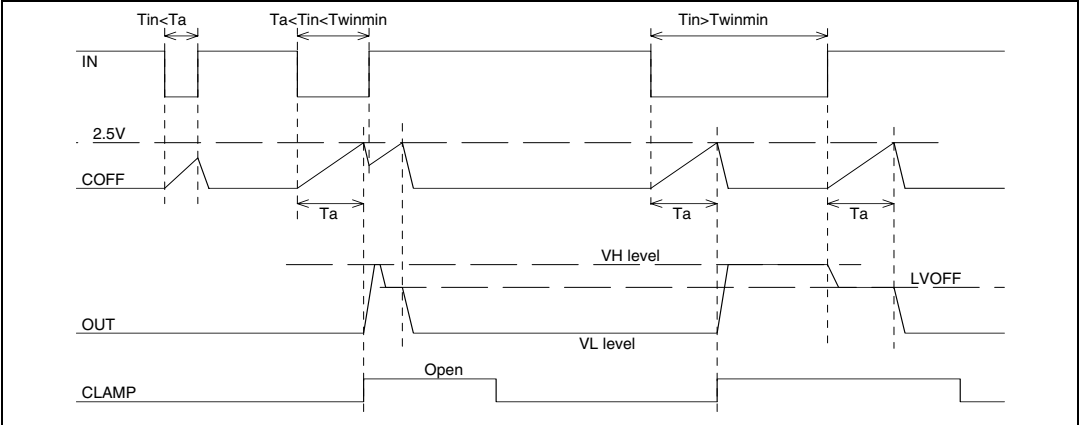 Tin<Ta
Ta<Tin<Twinmin
Tin>Twinmin
IN
2.5V
COFF
Ta
Ta
Ta
VH level
LVOFF
OUT
VL level
Open
CLAMP